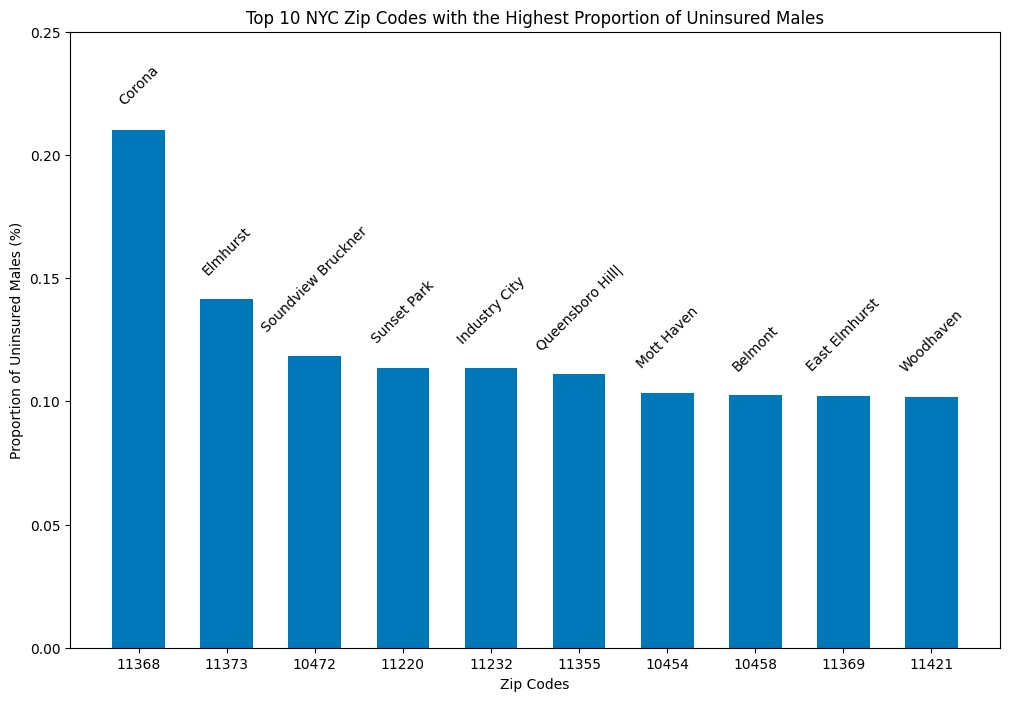 Top 10 NYC Zip Codes with the Highest Proportion of Uninsured Males
Proportion of Uninsured Males (%)
0.25
0.20
0.15
0.10
0.05
0.00
Corona
Elmhurst
Soundview Bruckner
Sunset Park
Industry City
Queensboro Hilll|
Mott Haven
Belmont
East Elmhurst
Woodhaven
11368
11373
10472
11220
11232
11355
10454
10458
11369
11421
Zip Codes